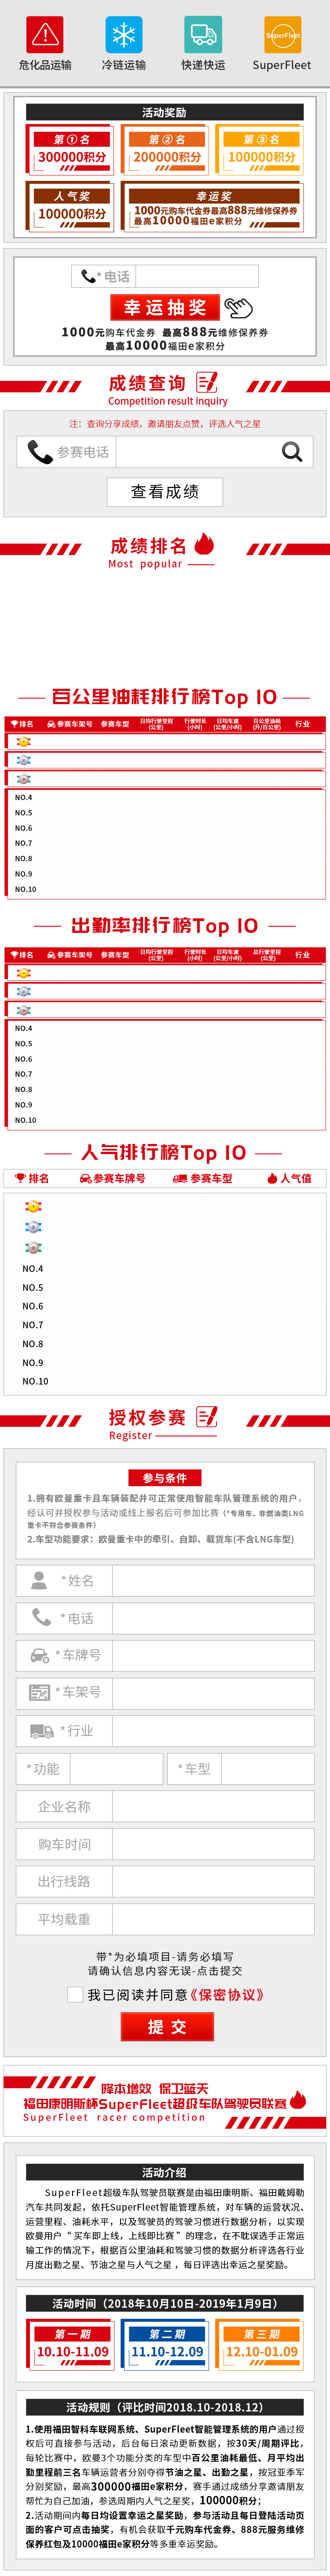 危化品运输 冷链运输 快递快运 SuperFleet
SuperFleet
活动奖励
第①名 第②名 第③名
300000积分 200000积分 100000积分
人气奖 幸运奖
100000积分 1000元购车代金券最高888元维修保养券
最高10000福田e家积分
*电话
幸运抽奖
1000元购车代金券 最高888元维修保养券
最高10000福田e家积分
成绩查询
Competition result inquiry
注：查询分享成绩，邀请朋友点赞，评选人气之星
参赛电话
查看成绩
成绩排名
Most popular
百公里油耗排行榜Top 10
排名 参赛车架号 参赛车型 日均行驶里程(公里) 行驶时长(小时) 日均车速(公里/小时) 百公里油耗(升/百公里) 行业
NO.4
NO.5
NO.6
NO.7
NO.8
NO.9
NO.10
出勤率排行榜Top 10
排名 参赛车架号 参赛车型 日均行驶里程(公里) 行驶时长(小时) 日均车速(公里/小时) 总行驶里程(公里) 行业
NO.4
NO.5
NO.6
NO.7
NO.8
NO.9
NO.10
人气排行榜Top 10
排名 参赛车牌号 参赛车型 人气值
NO.4
NO.5
NO.6
NO.7
NO.8
NO.9
NO.10
授权参赛
Register
参与条件
1.拥有欧曼重卡且车辆装配并可正常使用智能车队管理系统的用户，
经认可并授权参与活动或线上报名后可参加比赛（*专用车、非燃油类LNG
重卡不符合参赛条件）
2.车型功能要求：欧曼重卡中的牵引、自卸、载货车(不含LNG车型)
*姓名
*电话
*车牌号
*车架号
*行业
*功能 *车型
企业名称
购车时间
出行线路
平均载重
带*为必填项目-请务必填写
请确认信息内容无误-点击提交
我已阅读并同意《保密协议》
提交
降本增效 保卫蓝天
福田康明斯杯SuperFleet超级车队驾驶员联赛
SuperFleet racer competition
活动介绍
SuperFleet超级车队驾驶员联赛是由福田康明斯、福田戴姆勒
汽车共同发起，依托SuperFleet智能管理系统，对车辆的运营状况、
运营里程、油耗水平，以及驾驶员的驾驶习惯进行数据分析，以实现
欧曼用户“买车即上线，上线即比赛”的理念，在不耽误选手正常运
输工作的情况下，根据百公里油耗和驾驶习惯的数据分析评选各行业
月度出勤之星、节油之星与人气之星，每日评选出幸运之星奖励。
活动时间（2018年10月10日-2019年1月9日）
第一期 第二期 第三期
10.10-11.09 11.10-12.09 12.10-01.09
活动规则（评比时间2018.10-2018.12）
1.使用福田智科车联网系统、SuperFleet智能管理系统的用户通过授
权后可直接参与活动，后台每日滚动更新数据，按30天/周期评比，
每轮比赛中，欧曼3个功能分类的车型中百公里油耗最低、月平均出
勤里程前三名车辆运营者分别夺得节油之星、出勤之星，按冠亚季军
分别奖励，最高300000福田e家积分，赛手通过成绩分享邀请朋友
帮忙为自己加油，参选周期内人气之星奖，100000积分；
2.活动期间内每日均设置幸运之星奖励，参与活动且每日登陆活动页
面的客户可点击抽奖，有机会获取千元购车代金券、888元服务维修
保养红包及10000福田e家积分等多重幸运奖励。